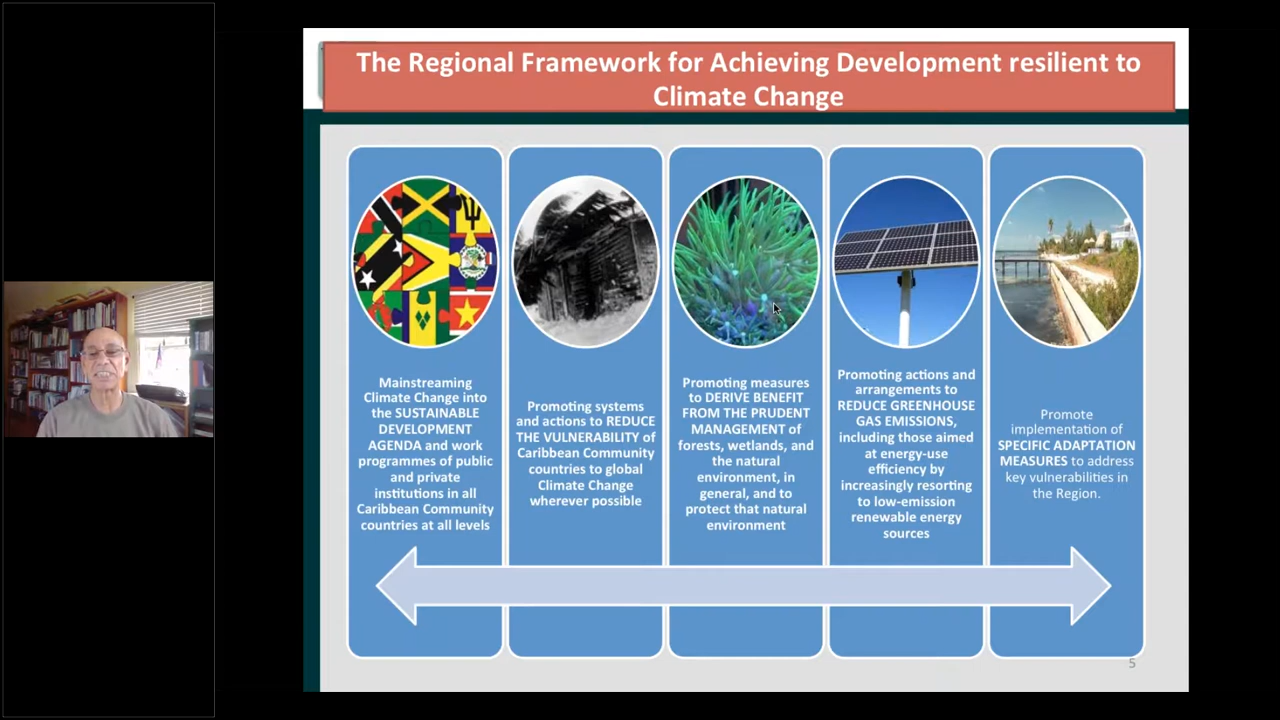 The Regional Framework for Achieving Development resilient to
Climate Change
Mainstreaming
Climate Change into
the SUSTAINABLE
DEVELOPMENT
AGENDA and work
programmes of public
and private
institutions in all
Caribbean Community
countries at all levels
Promoting systems
and actions to REDUCE
THE VULNERABILITY of
Caribbean Community
countries to global
Climate Change
wherever possible
Promoting measures
to DERIVE BENEFIT
FROM THE PRUDENT
MANAGEMENT of
forests, wetlands, and
the natural
environment, in
general, and to
protect that natural
environment
Promoting actions and
arrangements to
REDUCE GREENHOUSE
GAS EMISSIONS,
including those aimed
at energy-use
efficiency by
increasingly resorting
to low-emission
renewable energy
sources
Promote
implementation of
SPECIFIC ADAPTATION
MEASURES to address
key vulnerabilities in
the Region.
5